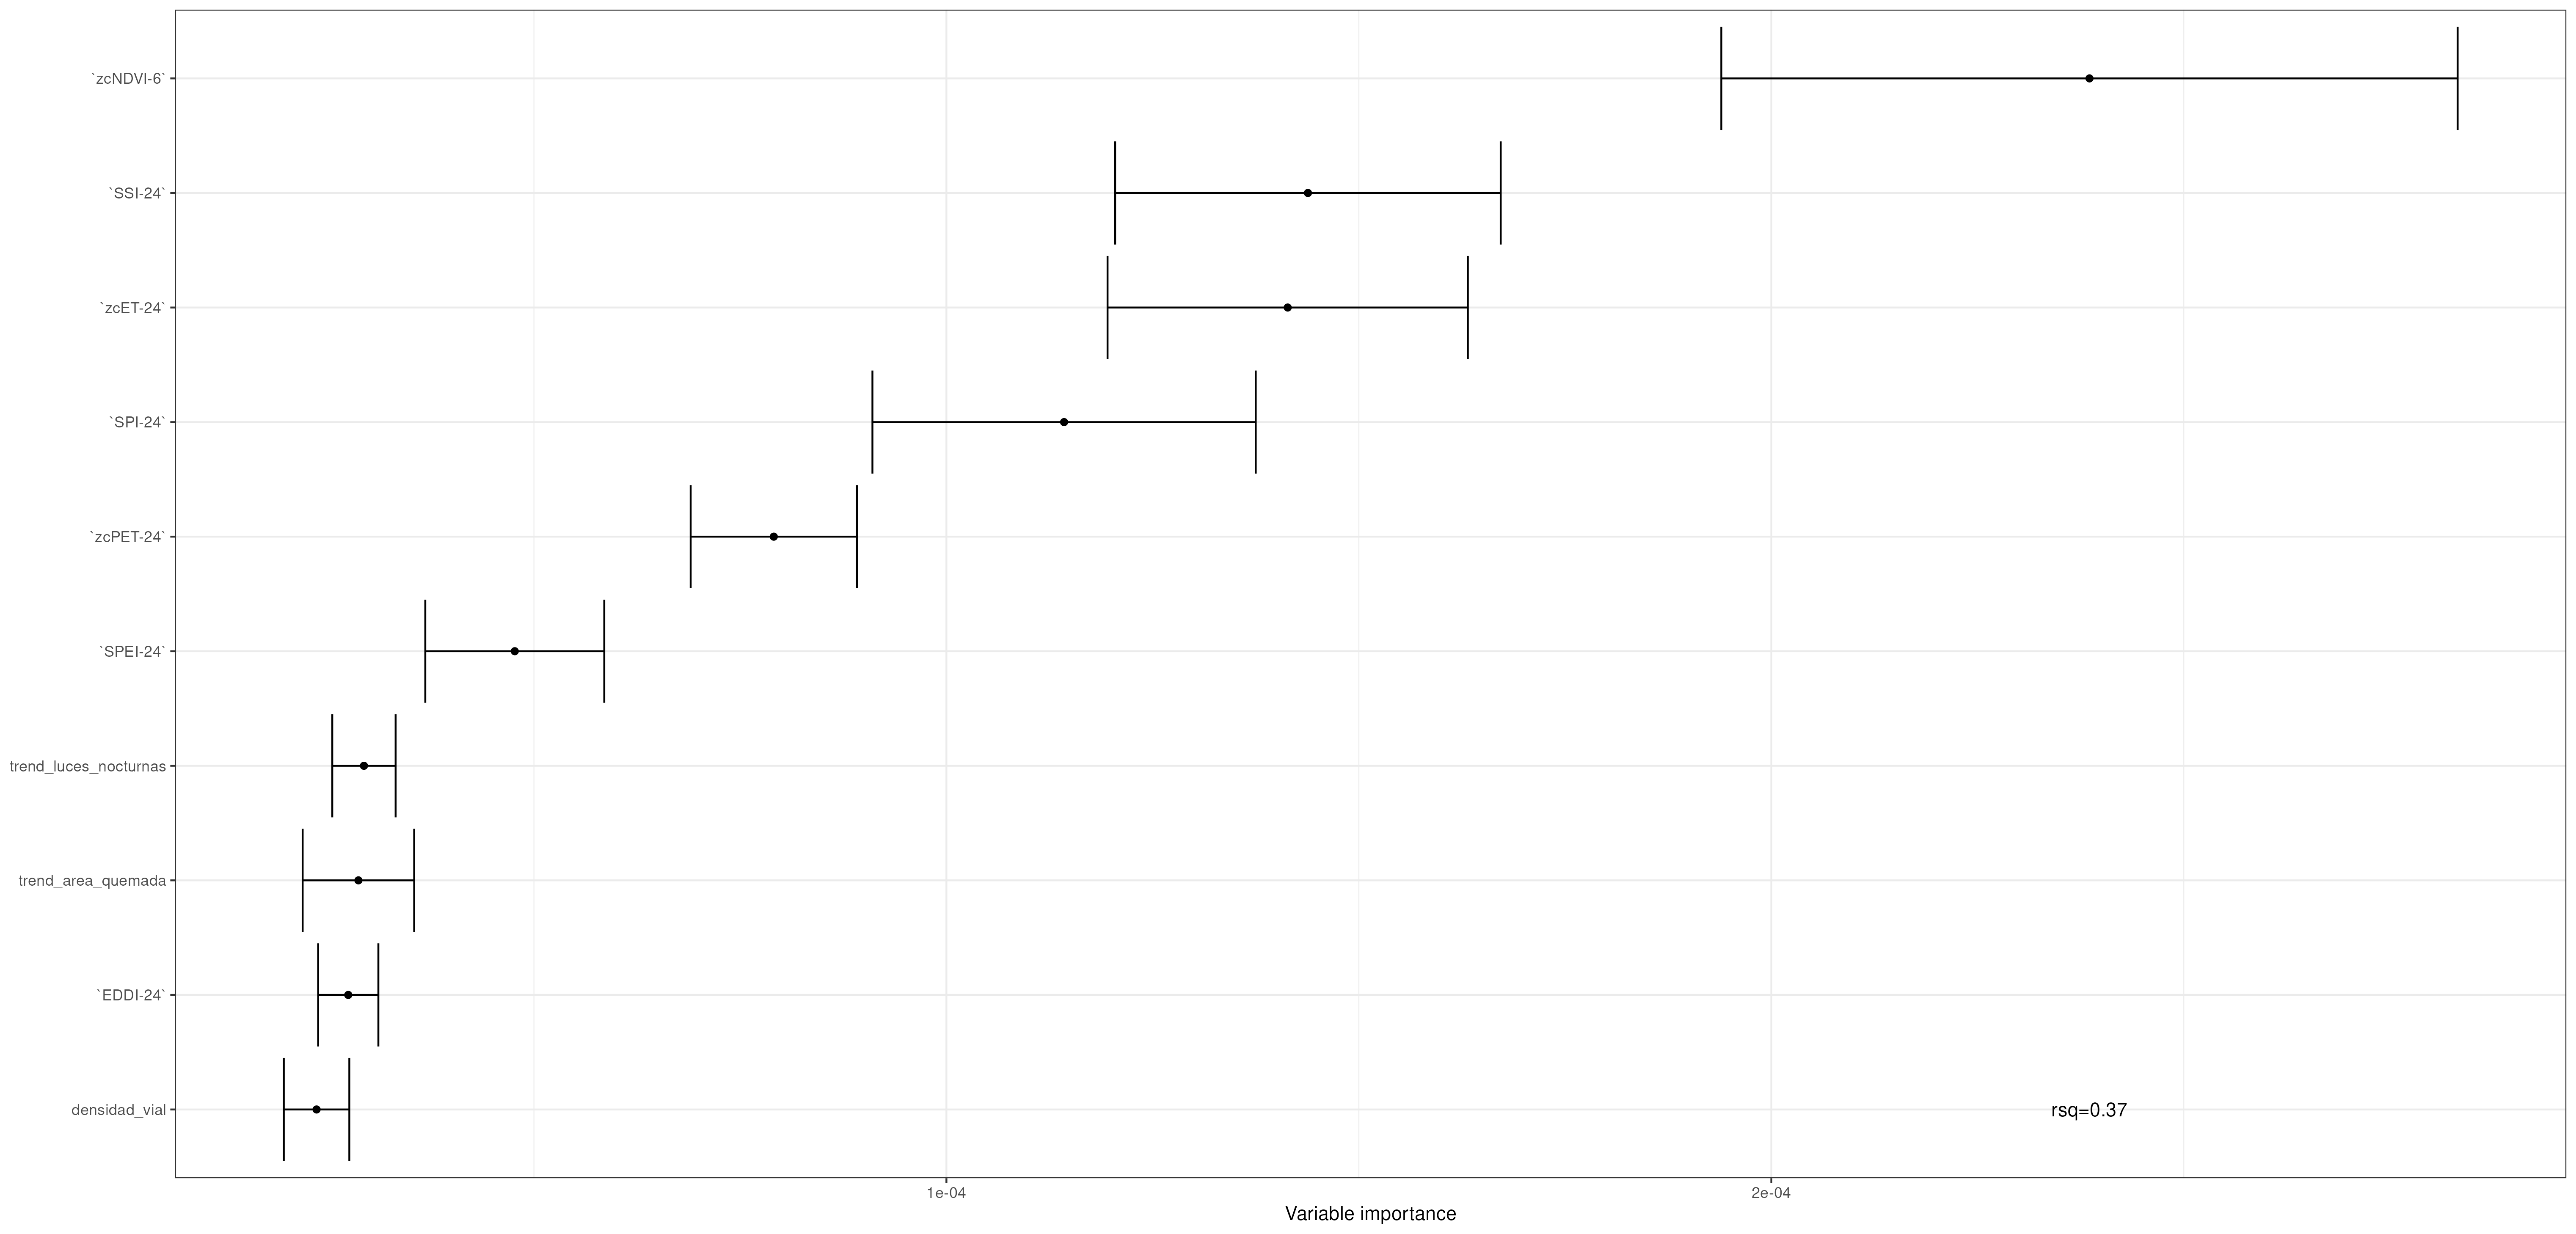 `zcNDVI-6`
`SSI-24`
`zcET-24`
`SPI-24`
`zcPET-24`
`SPEI-24`
trend_luces_nocturnas
trend_area_quemada
`EDDI-24`
densidad_vial
rsq=0.37
1e-04
2e-04
Variable importance